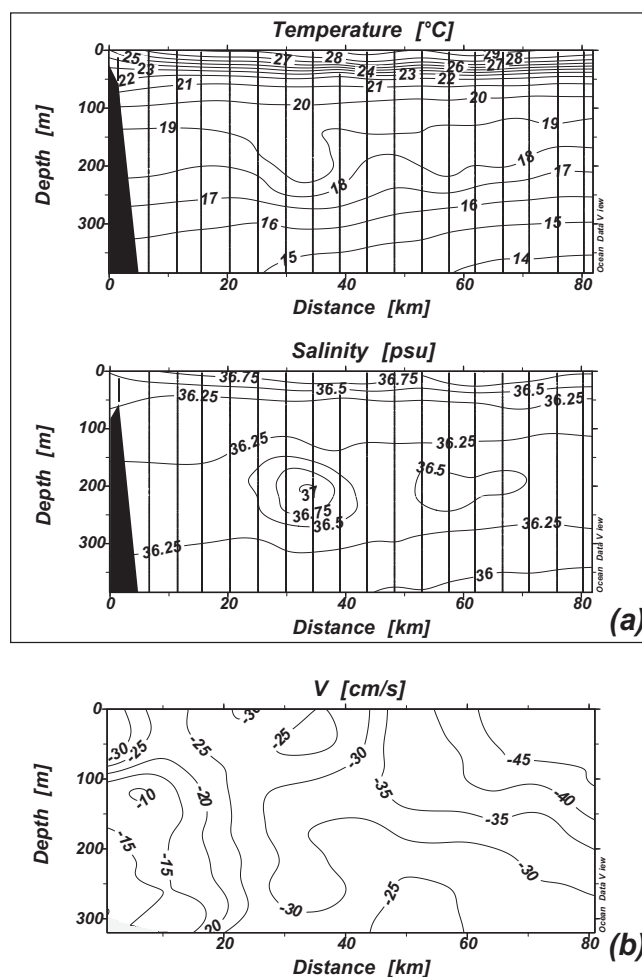 Temperature [°C]
0
100
200
300
Depth [m]
25 27 28 29 28
23 24 23 26 27
22 21 21 22
20 20
19 19
18 18
17 17
16 16
15 15
14
0 20 40 60 80
Distance [km]
Ocean Data View
Salinity [psu]
0
100
200
300
Depth [m]
36.75 36.75
36.5 36.5
36.25 36.25
36.25 36.25
36.5
37
36.75
36.5
36.25 36.25
36
0 20 40 60 80
Distance [km]
Ocean Data View
(a)
V [cm/s]
0
100
200
300
Depth [m]
-25
-30 -25 -25 -30 -45
-35 -40
-10 -20 -35
-15 -15 -30
-30 -25
20
0 20 40 60 80
Distance [km]
Ocean Data View
(b)